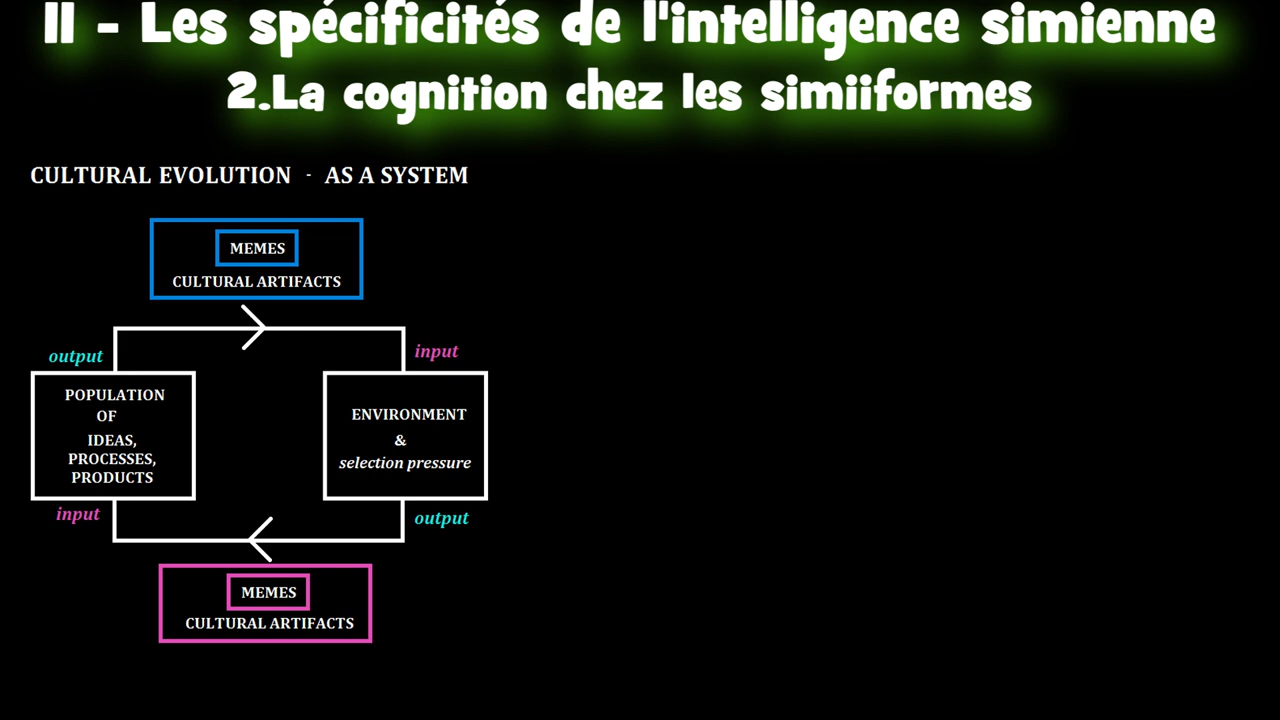 II - Les spécificités de l'intelligence simienne
2.La cognition chez les simiiformes
CULTURAL EVOLUTION - AS A SYSTEM
MEMES
CULTURAL ARTIFACTS
output
input
POPULATION
OF
IDEAS,
PROCESSES,
PRODUCTS
ENVIRONMENT
&
selection pressure
input
output
MEMES
CULTURAL ARTIFACTS